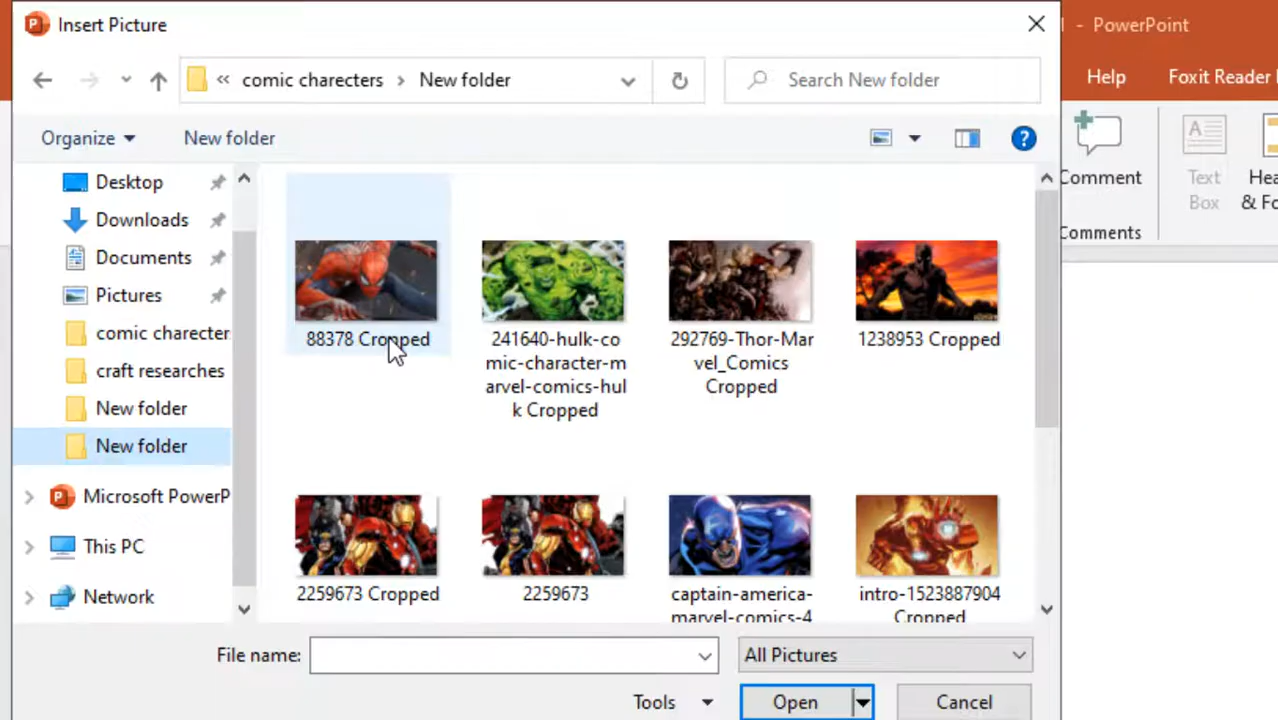 Insert Picture
- PowerPoint
« comic charecters > New folder
Search New folder
Help
Foxit Reader
Organize
New folder
Comment
Text
Box
Hea
& Fo
Comments
Desktop
Downloads
Documents
Pictures
comic charecter
craft researches
New folder
New folder
Microsoft PowerP
This PC
Network
88378 Cropped
241640-hulk-co
mic-character-m
arvel-comics-hul
k Cropped
292769-Thor-Mar
vel_Comics
Cropped
1238953 Cropped
2259673 Cropped
2259673
captain-america-
marvel-comics-4
intro-1523887904
Cropped
File name:
All Pictures
Tools
Open
Cancel